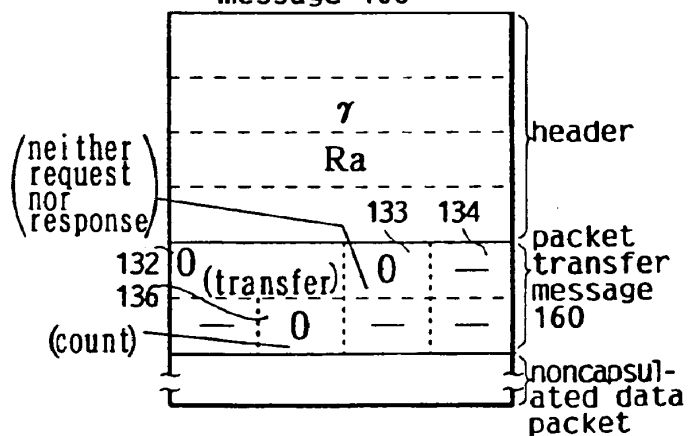 message 160
γ
Ra
header
(neither
request
nor
response)
133
134
132
0
(transfer)
0
—
packet
transfer
message
160
136
—
0
—
—
(count)
noncapsul-
ated data
packet